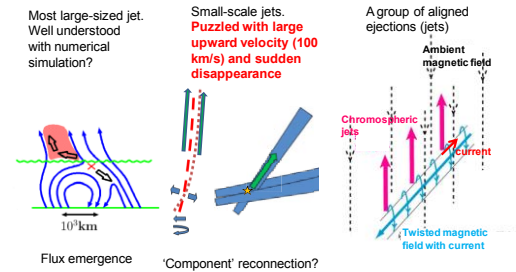 Most large-sized jet.
Well understood
with numerical
simulation?
10³km
Flux emergence
Small-scale jets.
Puzzled with large
upward velocity (100
km/s) and sudden
disappearance
'Component' reconnection?
A group of aligned
ejections (jets)
Ambient
magnetic field
Chromospheric
jets
current
Twisted magnetic
field with current